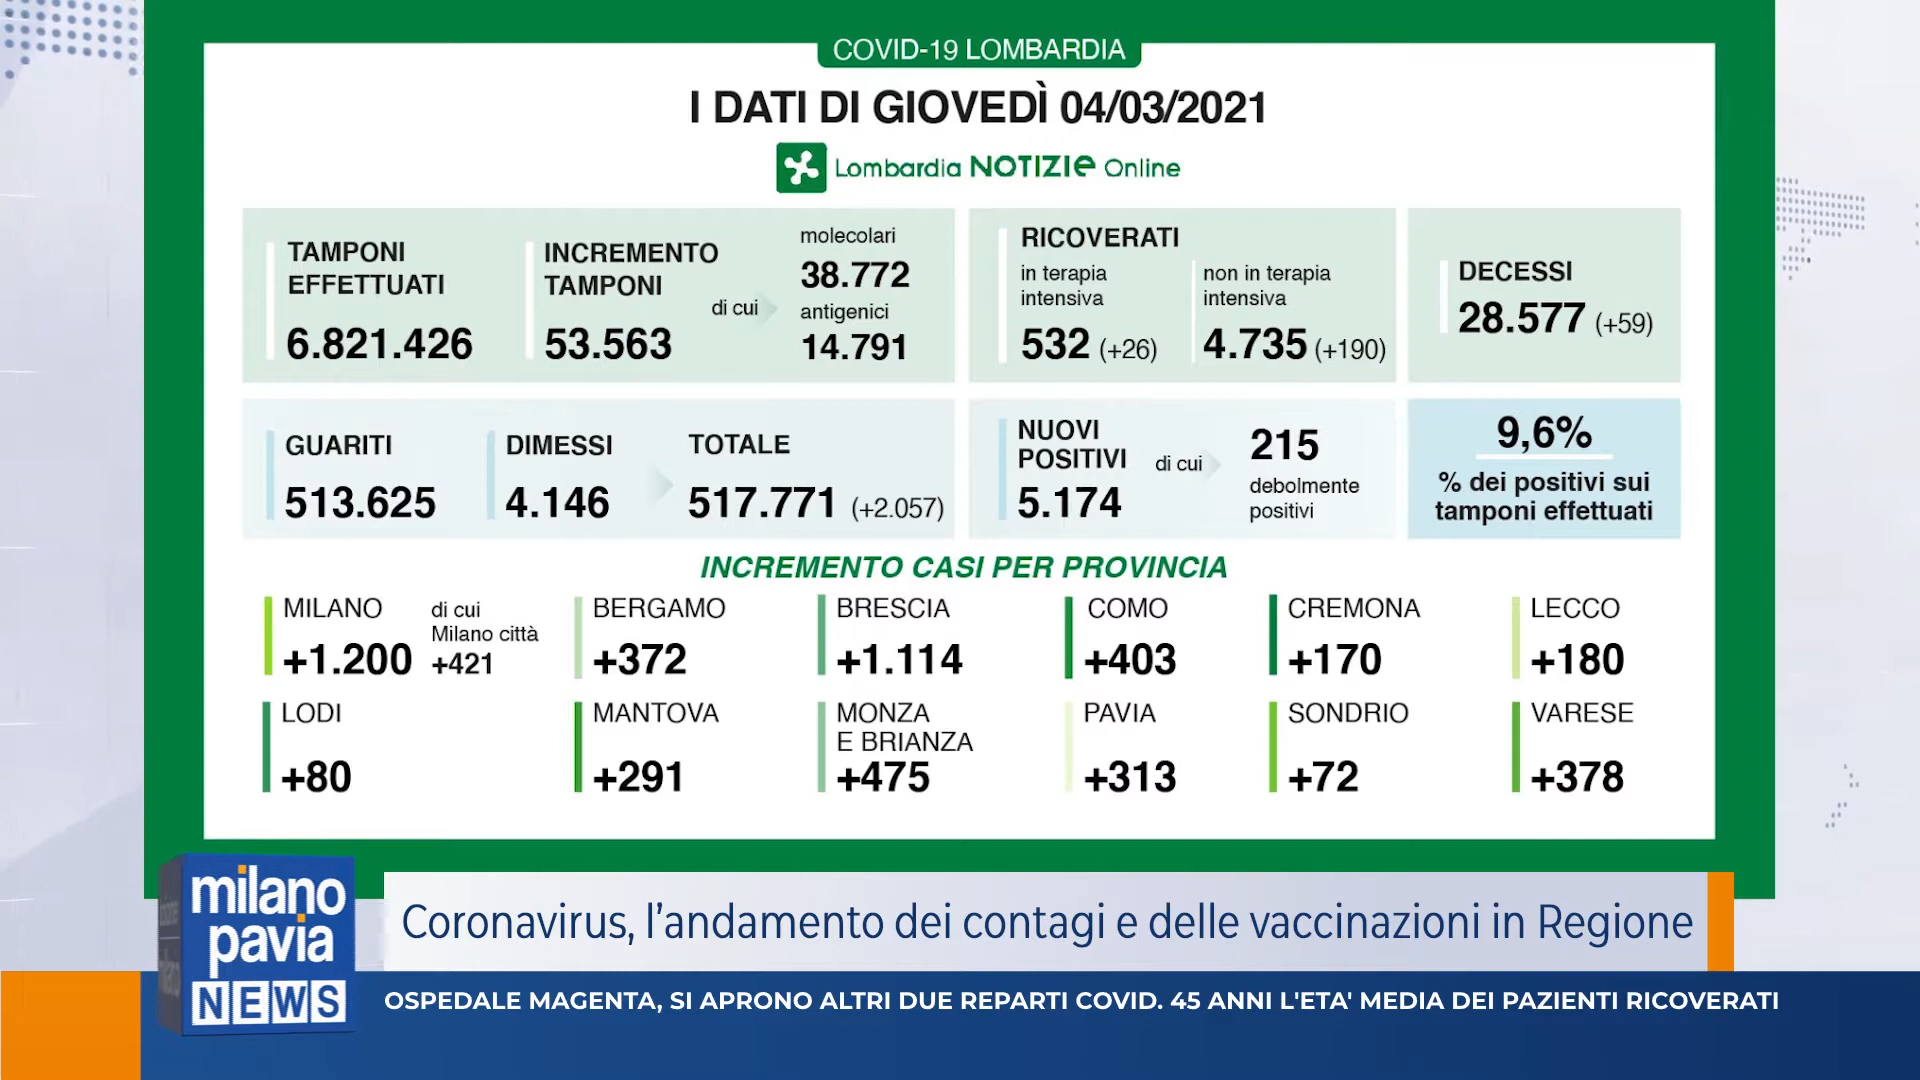 COVID-19 LOMBARDIA
I DATI DI GIOVEDÌ 04/03/2021
Lombardia NOTIZIE Online
TAMPONI
EFFETTUATI
6.821.426
INCREMENTO
TAMPONI
53.563
di cui
molecolari
38.772
antigenici
14.791
RICOVERATI
in terapia
intensiva
532 (+26)
non in terapia
intensiva
4.735 (+190)
DECESSI
28.577 (+59)
GUARITI
513.625
DIMESSI
4.146
TOTALE
517.771 (+2.057)
NUOVI
POSITIVI
5.174
di cui
215
debolmente
positivi
9,6%
% dei positivi sui
tamponi effettuati
INCREMENTO CASI PER PROVINCIA
MILANO
+1.200
di cui
Milano città
+421
BERGAMO
+372
BRESCIA
+1.114
COMO
+403
CREMONA
+170
LECCO
+180
LODI
+80
MANTOVA
+291
MONZA
E BRIANZA
+475
PAVIA
+313
SONDRIO
+72
VARESE
+378
milano
pavia
NEWS
Coronavirus, l'andamento dei contagi e delle vaccinazioni in Regione
OSPEDALE MAGENTA, SI APRONO ALTRI DUE REPARTI COVID. 45 ANNI L'ETA' MEDIA DEI PAZIENTI RICOVERATI